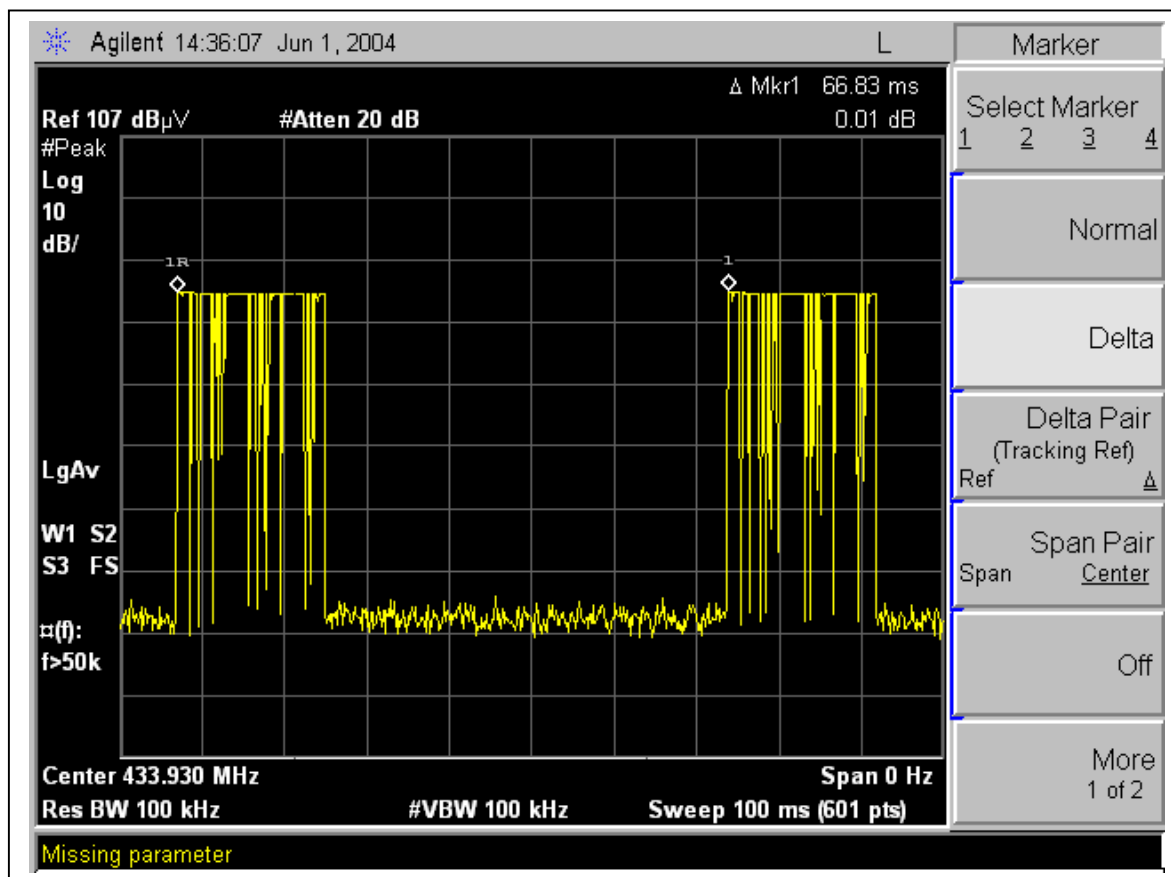 Agilent 14:36:07 Jun 1, 2004 L
Δ Mkr1 66.83 ms
Ref 107 dBµV #Atten 20 dB 0.01 dB
#Peak
Log
10
dB/
1R
1
LgAv
W1 S2
S3 FS
¤(f):
f>50k
Center 433.930 MHz Span 0 Hz
Res BW 100 kHz #VBW 100 kHz Sweep 100 ms (601 pts)
Missing parameter
Marker
Select Marker
1 2 3 4
Normal
Delta
Delta Pair
(Tracking Ref)
Ref Δ
Span Pair
Span Center
Off
More
1 of 2